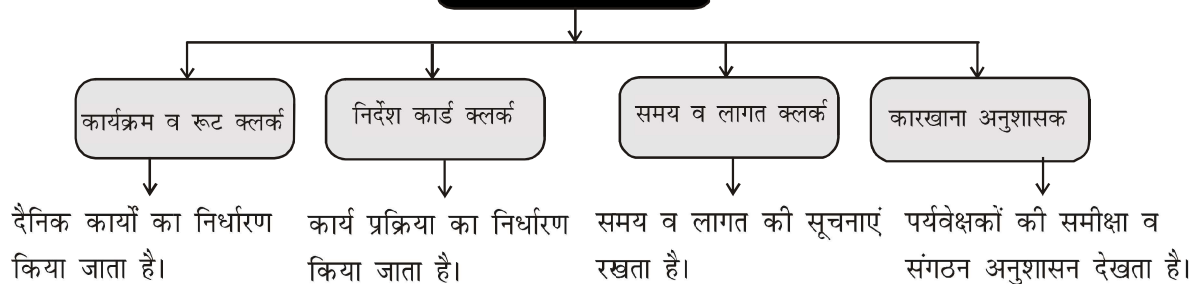 कार्यक्रम व रूट क्लर्क
निर्देश कार्ड क्लर्क
समय व लागत क्लर्क
कारखाना अनुशासक
दैनिक कार्यों का निर्धारण
किया जाता है।
कार्य प्रक्रिया का निर्धारण
किया जाता है।
समय व लागत की सूचनाएं
रखता है।
पर्यवेक्षकों की समीक्षा व
संगठन अनुशासन देखता है।